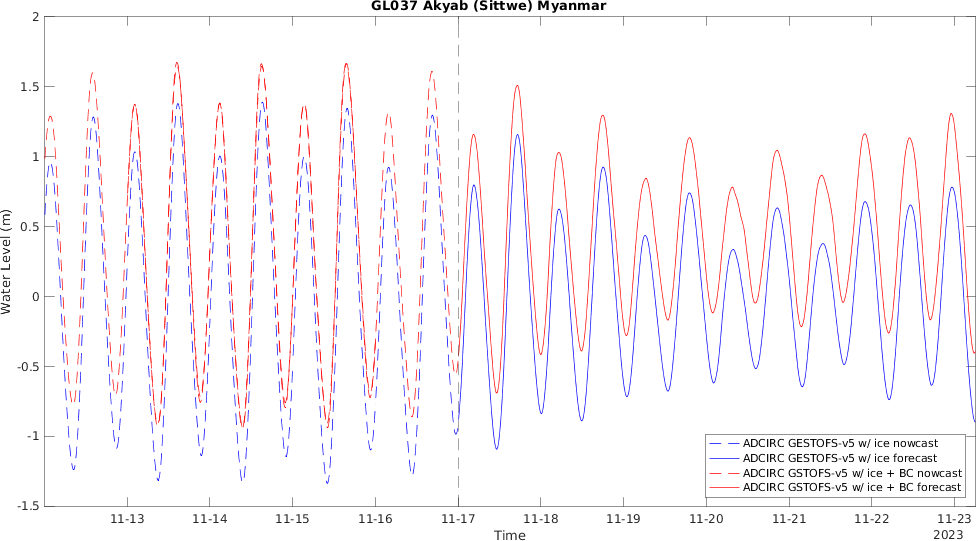 GL037 Akyab (Sittwe) Myanmar
Water Level (m)
2
1.5
1
0.5
0
-0.5
-1
-1.5
11-13 11-14 11-15 11-16 11-17 11-18 11-19 11-20 11-21 11-22 11-23
Time
2023
ADCIRC GESTOFS-v5 w/ ice nowcast
ADCIRC GESTOFS-v5 w/ ice forecast
ADCIRC GSTOFS-v5 w/ ice + BC nowcast
ADCIRC GSTOFS-v5 w/ ice + BC forecast